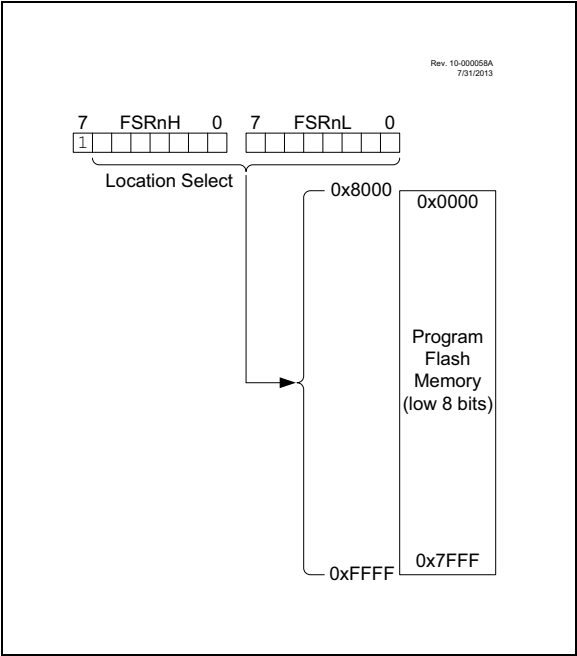 Rev. 10-000058A
7/31/2013
7 FSRnH 0 7 FSRnL 0
1
Location Select
0x8000
0x0000
Program
Flash
Memory
(low 8 bits)
0x7FFF
0xFFFF